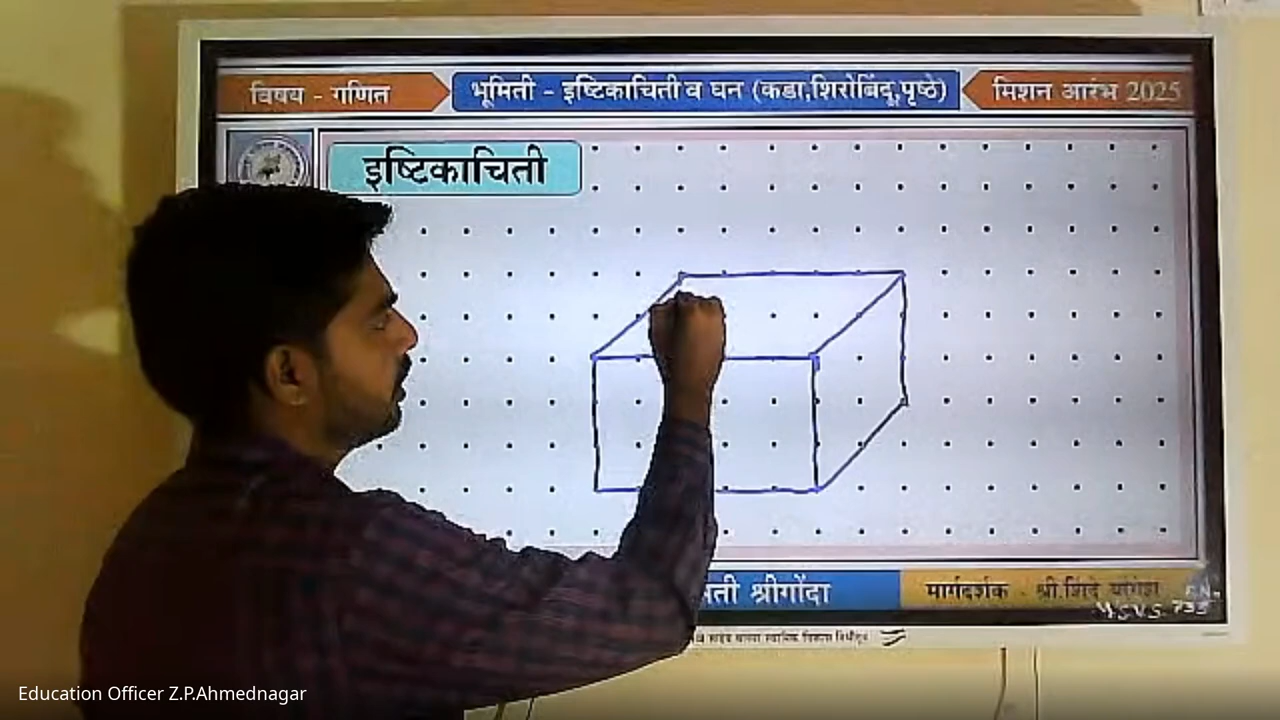 विषय - गणित
भूमिती - इष्टिकाचिती व घन (कडा,शिरोबिंदू,पृष्ठे)
मिशन आरंभ 2025
इष्टिकाचिती
श्रीगोंदा
मार्गदर्शक - श्री.शिंदे
Education Officer Z.P.Ahmednagar